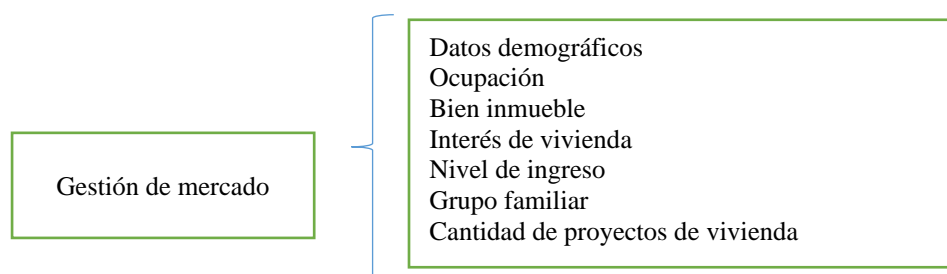 Gestión de mercado
Datos demográficos
Ocupación
Bien inmueble
Interés de vivienda
Nivel de ingreso
Grupo familiar
Cantidad de proyectos de vivienda